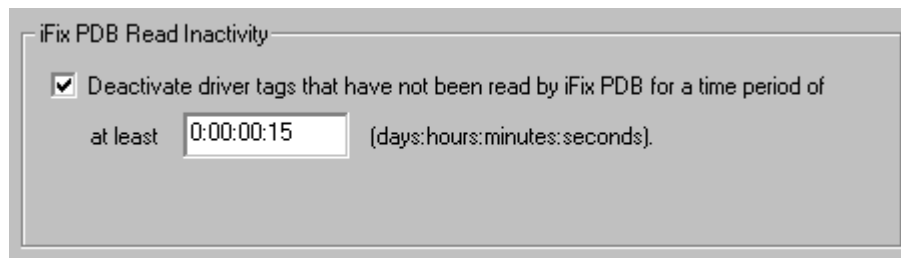 iFix PDB Read Inactivity
Deactivate driver tags that have not been read by iFix PDB for a time period of
at least 0:00:00:15 (days:hours:minutes:seconds).